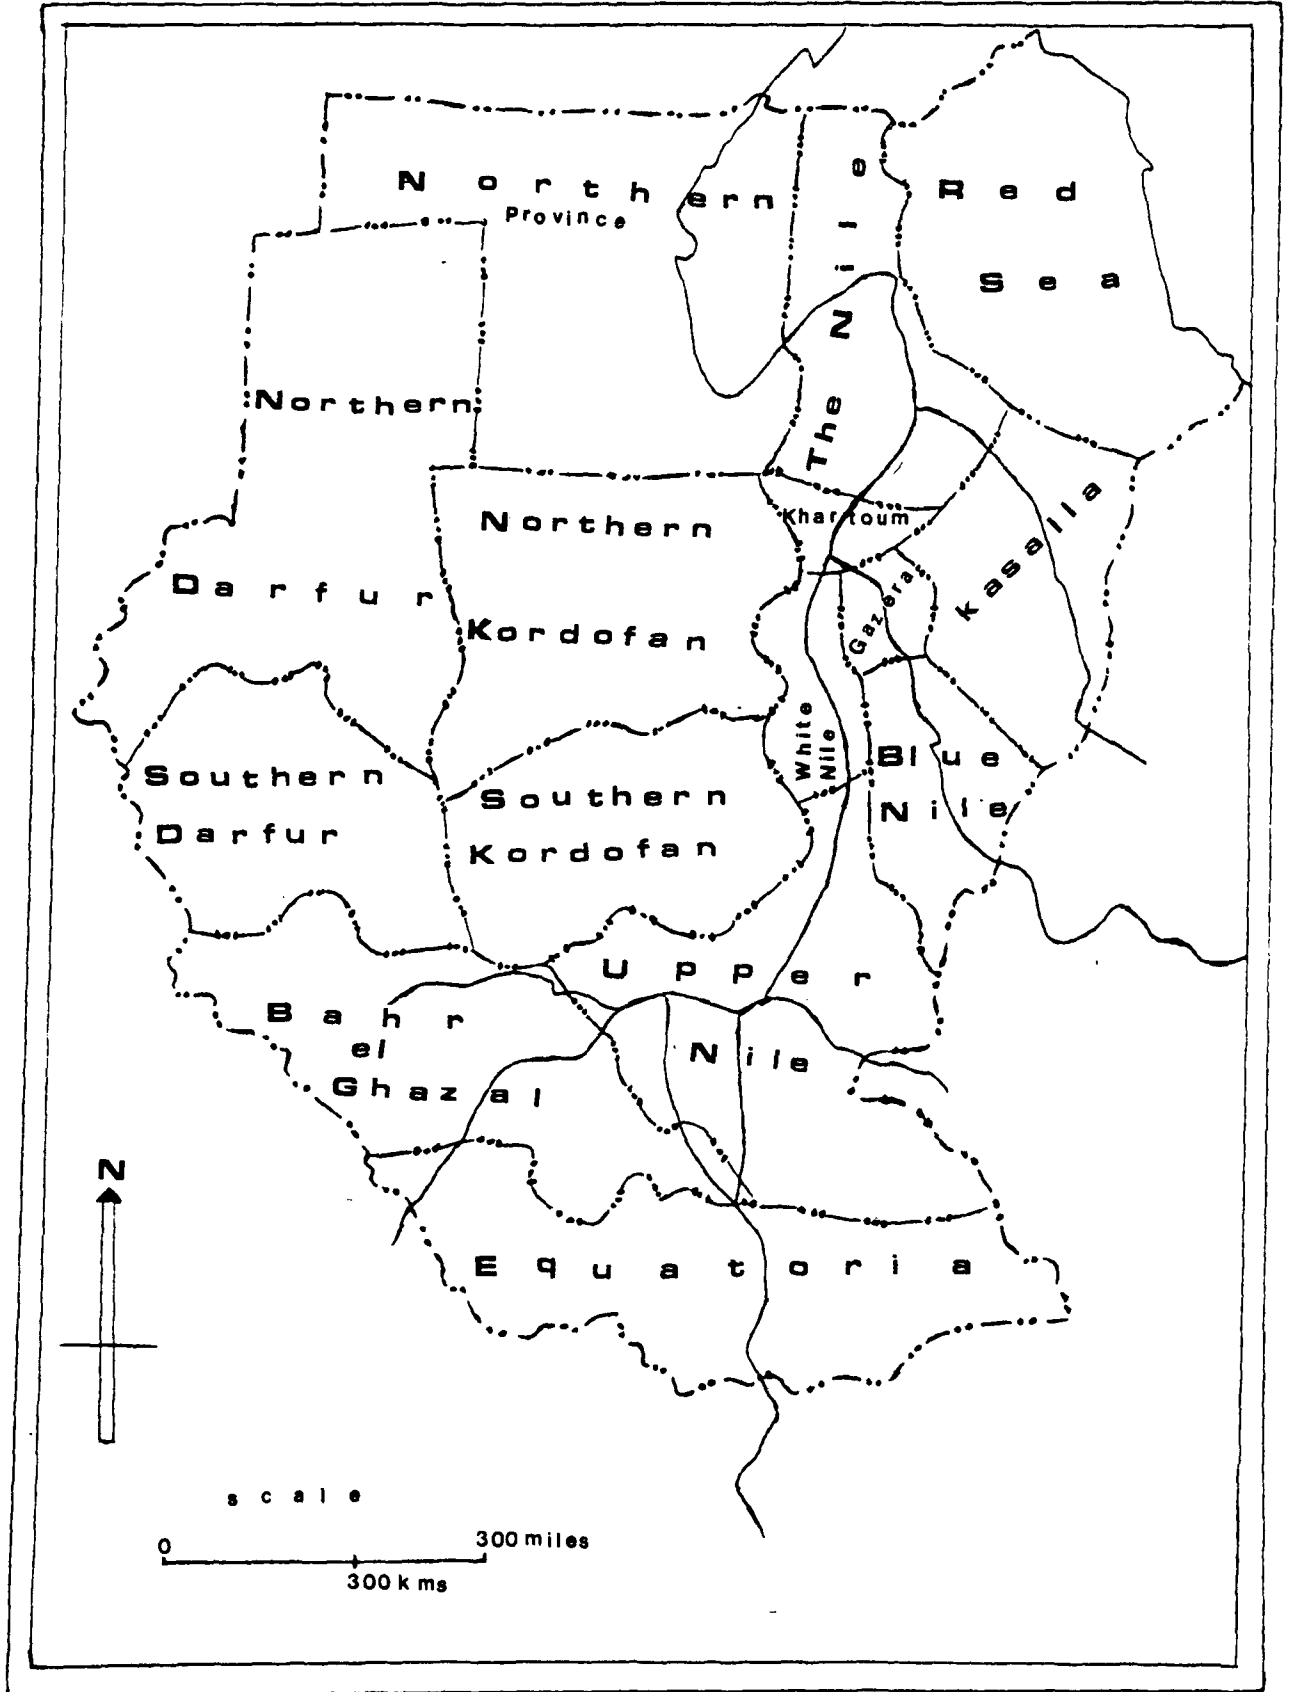 Northern
Province
The Nile
Red
Sea
Northern
Darfur
Northern
Kordofan
Khartoum
Gazera
kasalla
White
Nile
Blue
Nile
Southern
Darfur
Southern
Kordofan
Upper
Nile
Bahr
el
Ghazal
Equatoria
N
scale
0
300 miles
300 kms